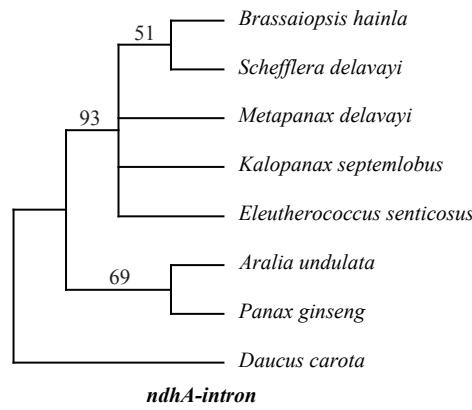 Brassaiopsis hainla
51
Schefflera delavayi
Metapanax delavayi
93
Kalopanax septemlobus
Eleutherococcus senticosus
Aralia undulata
69
Panax ginseng
Daucus carota
ndhA-intron